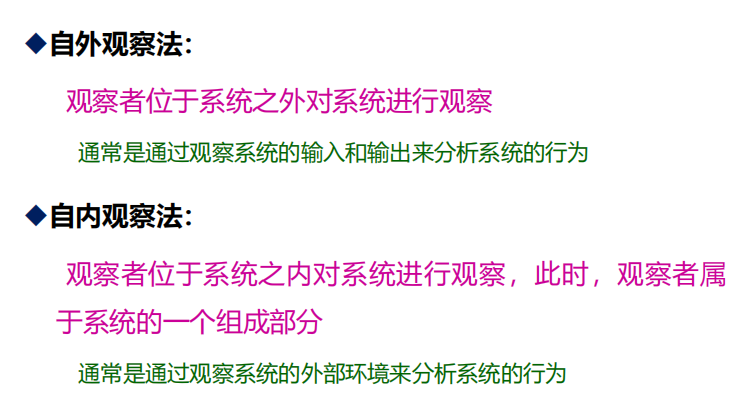 ◆自外观察法：
观察者位于系统之外对系统进行观察
通常是通过观察系统的输入和输出来分析系统的行为
◆自内观察法：
观察者位于系统之内对系统进行观察，此时，观察者属
于系统的一个组成部分
通常是通过观察系统的外部环境来分析系统的行为